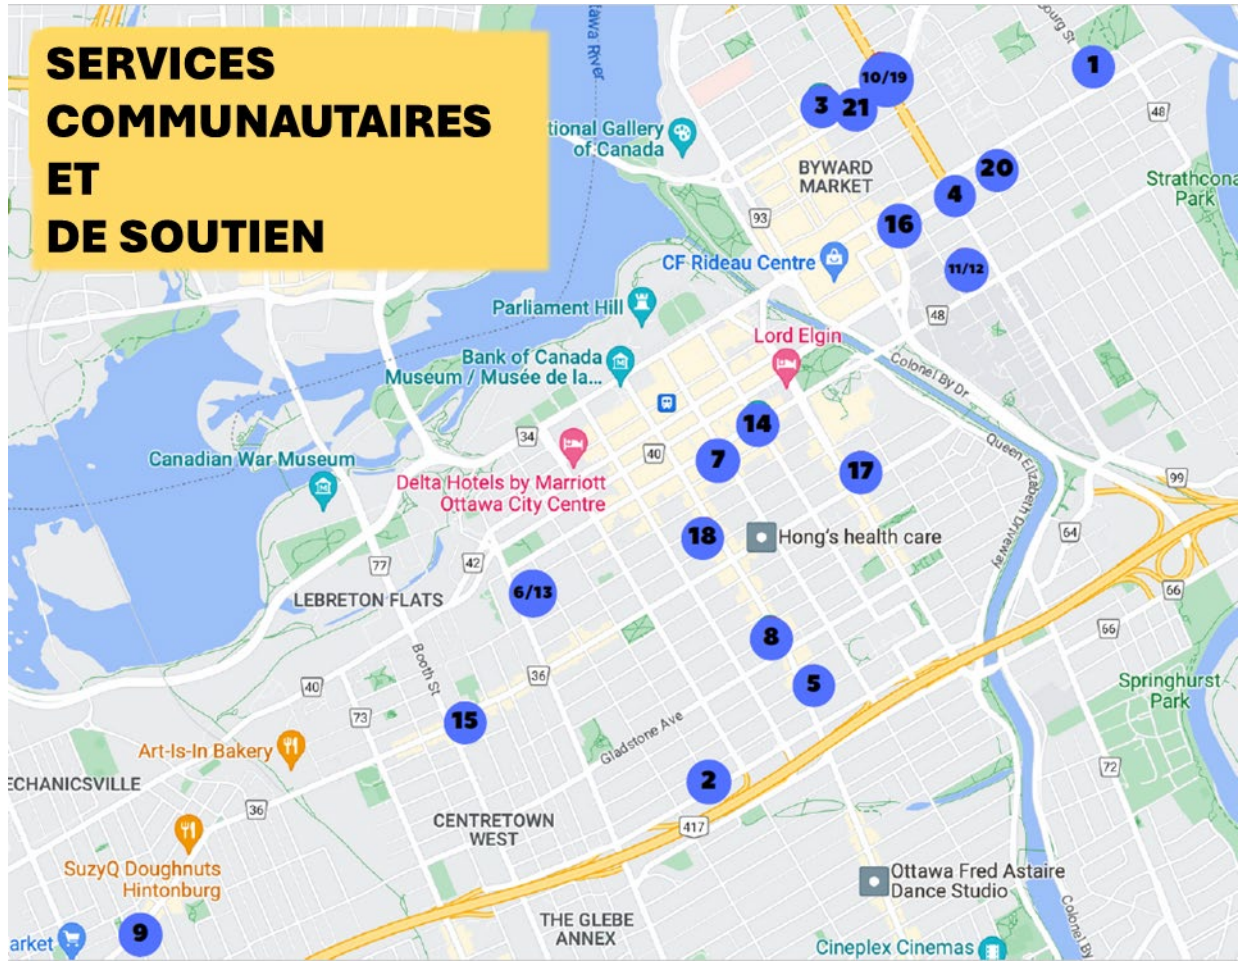 SERVICES
COMMUNAUTAIRES
ET
DE SOUTIEN
tawa River
bourg St
1
10/19
3
21
48
tional Gallery
of Canada
BYWARD
MARKET
20
4
Strathcona
Park
93
16
CF Rideau Centre
11/12
Parliament Hill
48
Lord Elgin
Bank of Canada
Museum / Musée de la...
Colonel By Dr
14
34
40
7
Queen Elizabeth Driveway
Canadian War Museum
Delta Hotels by Marriott
Ottawa City Centre
17
99
18
Hong's health care
64
77
42
6/13
66
LEBRETON FLATS
66
8
Booth St
36
5
Springhurst
Park
40
73
15
Art-Is-In Bakery
Gladstone Ave
72
ECHANICSVILLE
2
36
CENTRETOWN
WEST
417
SuzyQ Doughnuts
Hintonburg
Ottawa Fred Astaire
Dance Studio
9
arket
THE GLEBE
ANNEX
Cineplex Cinemas
Colonel By